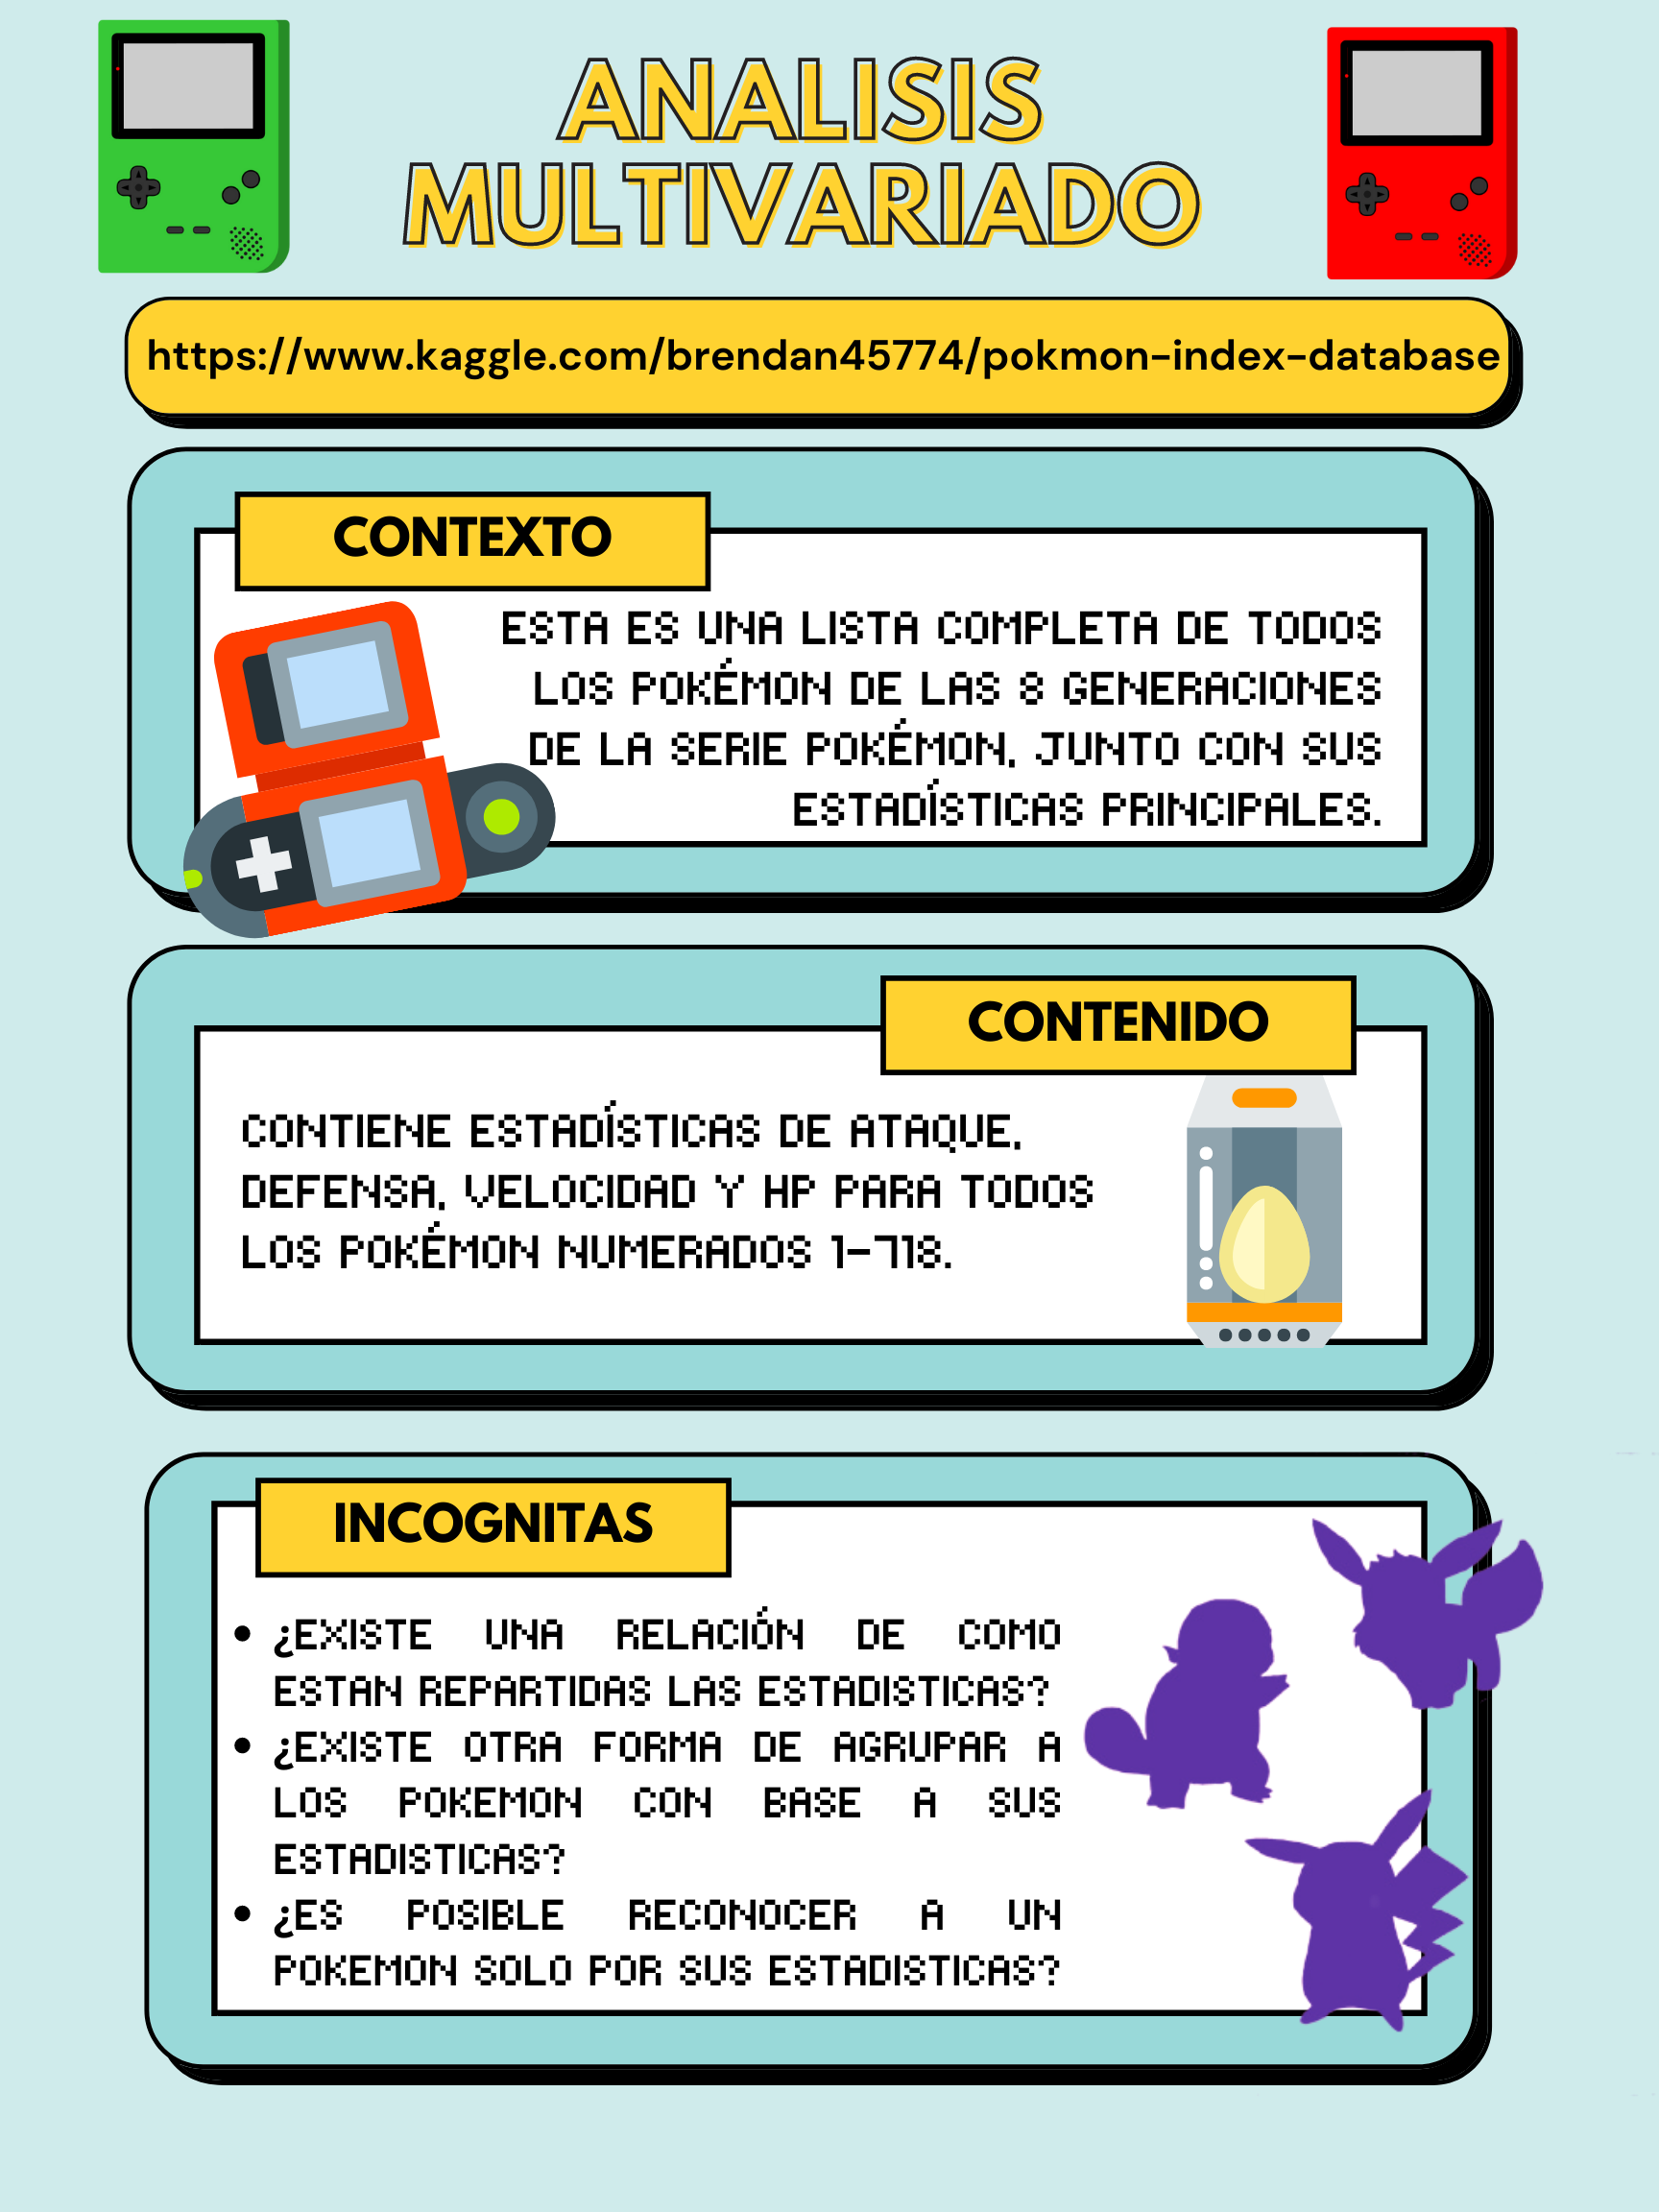 ANALISIS
MULTIVARIADO
https://www.kaggle.com/brendan45774/pokmon-index-database
CONTEXTO
ESTA ES UNA LISTA COMPLETA DE TODOS
LOS POKÉMON DE LAS 8 GENERACIONES
DE LA SERIE POKÉMON, JUNTO CON SUS
ESTADÍSTICAS PRINCIPALES.
CONTENIDO
CONTIENE ESTADÍSTICAS DE ATAQUE,
DEFENSA, VELOCIDAD Y HP PARA TODOS
LOS POKÉMON NUMERADOS 1-718.
INCOGNITAS
• ¿EXISTE UNA RELACIÓN DE COMO
ESTAN REPARTIDAS LAS ESTADISTICAS?
• ¿EXISTE OTRA FORMA DE AGRUPAR A
LOS POKEMON CON BASE A SUS
ESTADISTICAS?
• ¿ES POSIBLE RECONOCER A UN
POKEMON SOLO POR SUS ESTADISTICAS?